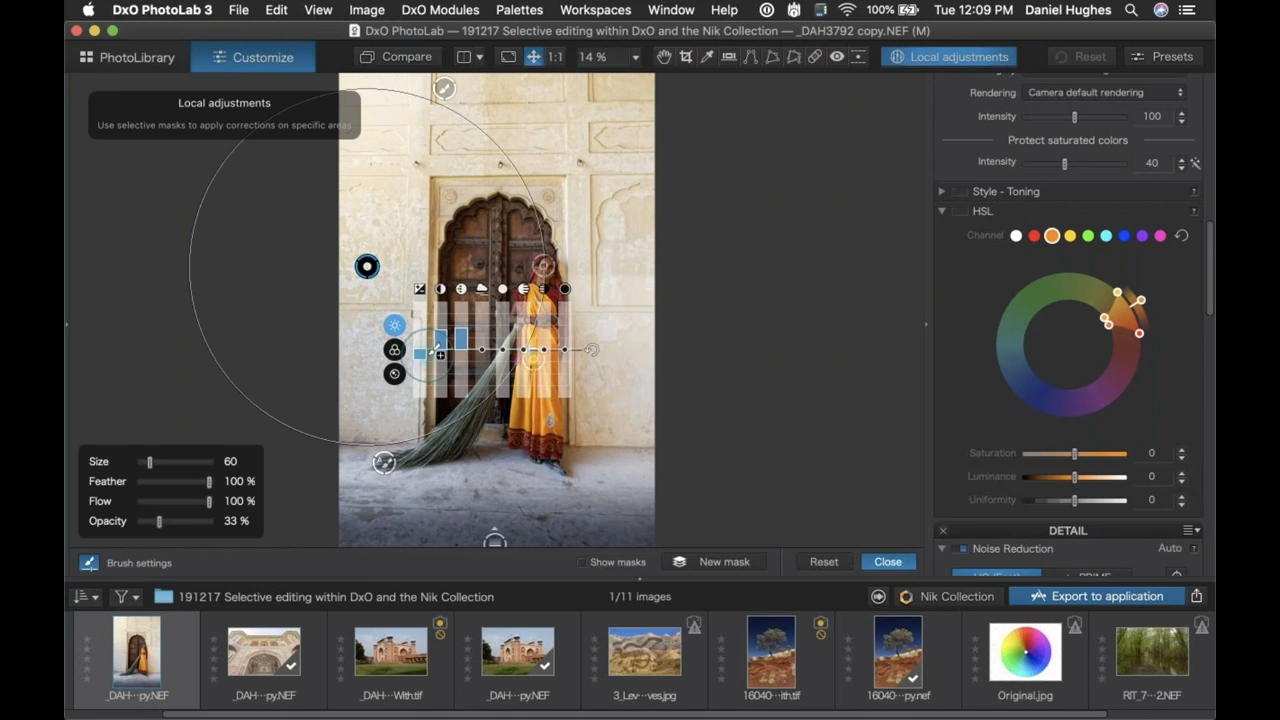 DxO PhotoLab 3 File Edit View Image DxO Modules Palettes Workspaces Window Help 100% Tue 12:09 PM Daniel Hughes
DxO PhotoLab 3 | 191217 Selective editing within DxO and the Nik Collection — _DAH3792 copy.NEF (M)
PhotoLibrary Customize Compare 1:1 14 % Local adjustments Reset Presets
Local adjustments
Use selective masks to apply corrections on specific areas
Rendering Camera default rendering
Intensity 100
Protect saturated colors
Intensity 40
Style - Toning ?
HSL ?
Channel
Saturation 0
Luminance 0
Uniformity 0
DETAIL
Noise Reduction Auto ?
Size 60
Feather 100 %
Flow 100 %
Opacity 33 %
Brush settings Show masks New mask Reset Close
191217 Selective editing within DxO and the Nik Collection 1/11 images Nik Collection Export to application
_DAH···py.NEF _DAH···py.NEF _DAH···With.tif _DAH···py.NEF 3_Lev···ves.jpg 16040···ith.tif 16040···py.nef Original.jpg RIT_7···2.NEF